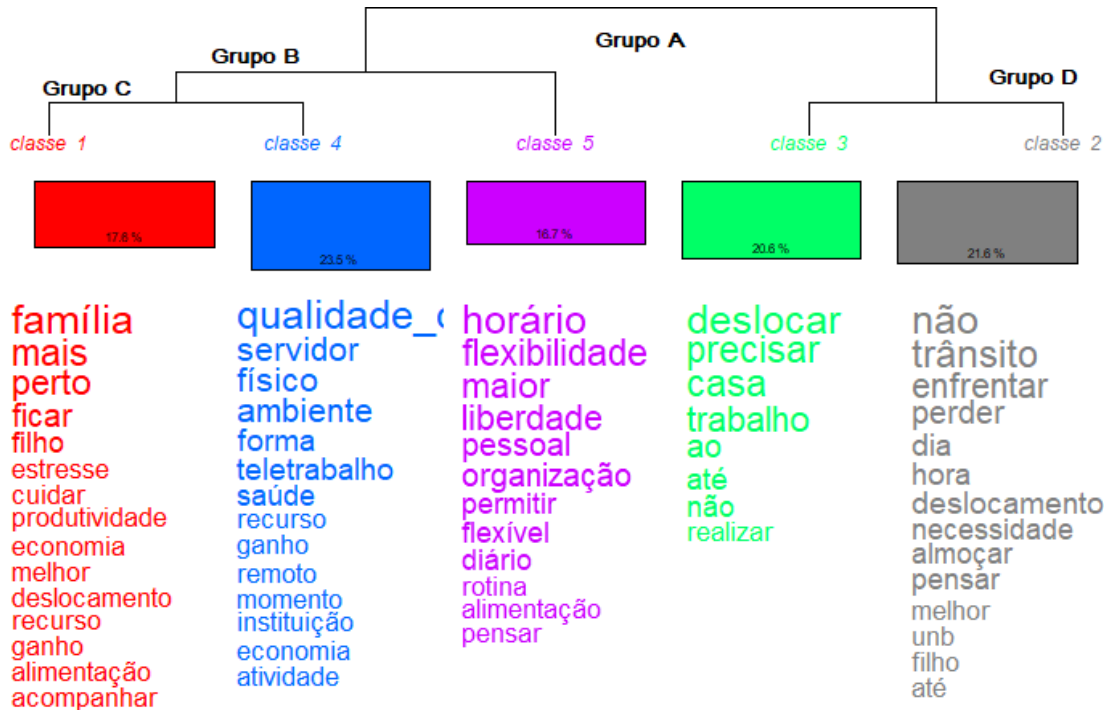 Grupo A
Grupo B
Grupo D
Grupo C
classe 1
classe 4
classe 5
classe 3
classe 2
17.6 %
23.5 %
16.7 %
20.6 %
21.6 %
família
mais
perto
ficar
filho
estresse
cuidar
produtividade
economia
melhor
deslocamento
recurso
ganho
alimentação
acompanhar
qualidade_
servidor
físico
ambiente
forma
teletrabalho
saúde
recurso
ganho
remoto
momento
instituição
economia
atividade
horário
flexibilidade
maior
liberdade
pessoal
organização
permitir
flexível
diário
rotina
alimentação
pensar
deslocar
precisar
casa
trabalho
ao
até
não
realizar
não
trânsito
enfrentar
perder
dia
hora
deslocamento
necessidade
almoçar
pensar
melhor
unb
filho
até